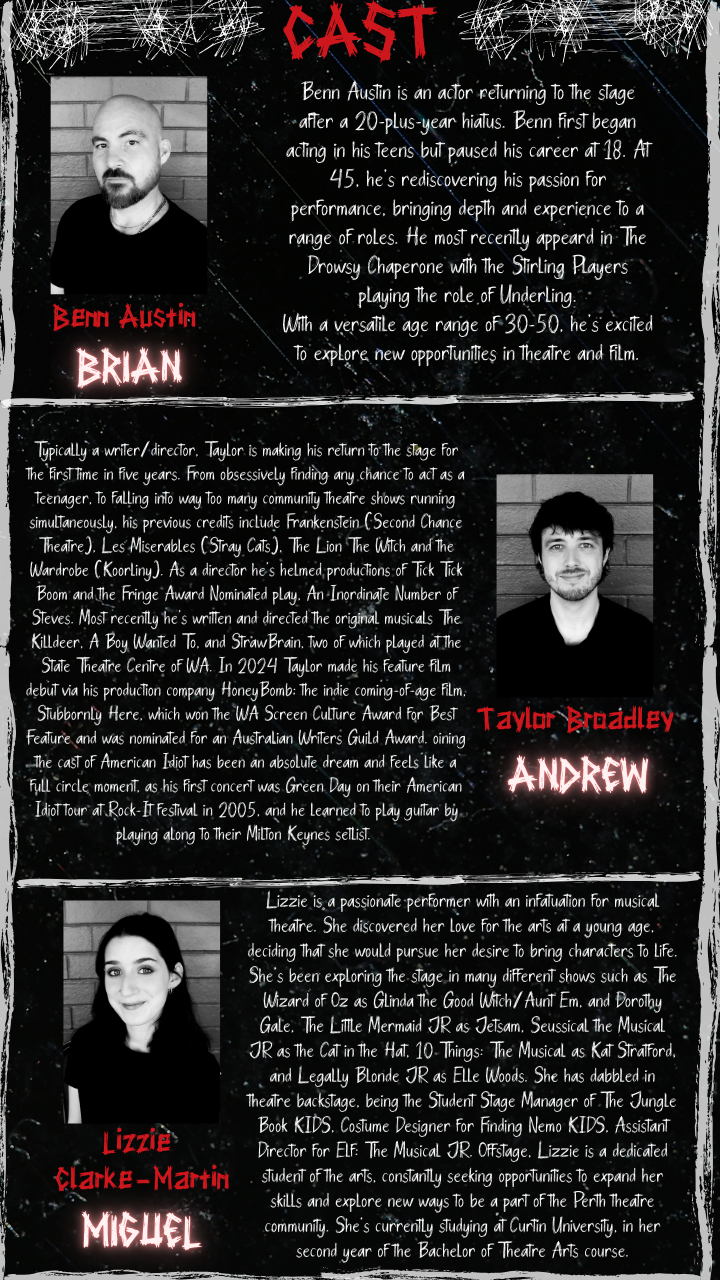 CAST
Benn Austin is an actor returning to the stage
after a 20-plus-year hiatus. Benn first began
acting in his teens but paused his career at 18. At
45, he's rediscovering his passion for
performance, bringing depth and experience to a
range of roles. He most recently appeard in The
Drowsy Chaperone with the Stirling Players
playing the role of Underling.
With a versatile age range of 30-50, he's excited
to explore new opportunities in theatre and film.
Benn Austin
BRIAN
Typically a writer/director, Taylor is making his return to the stage for
the first time in five years. From obsessively finding any chance to act as a
teenager, to falling into way too many community theatre shows running
simultaneously, his previous credits include Frankenstein (Second Chance
Theatre), Les Miserables (Stray Cats), The Lion The Witch and the
Wardrobe (Koorliny). As a director he's helmed productions of Tick Tick
Boom and the Fringe Award Nominated play, An Inordinate Number of
Steves. Most recently he's written and directed the original musicals The
Killdeer, A Boy Wanted To, and StrawBrain, two of which played at the
State Theatre Centre of WA. In 2024 Taylor made his feature film
debut via his production company HoneyBomb; the indie coming-of-age film,
Stubbornly Here, which won the WA Screen Culture Award for Best
Feature and was nominated for an Australian Writers Guild Award. oining
the cast of American Idiot has been an absolute dream and feels like a
full circle moment, as his first concert was Green Day on their American
Idiot tour at Rock-It festival in 2005, and he learned to play guitar by
playing along to their Milton Keynes setlist.
Taylor Broadley
ANDREW
Lizzie is a passionate performer with an infatuation for musical
theatre. She discovered her love for the arts at a young age,
deciding that she would pursue her desire to bring characters to life.
She's been exploring the stage in many different shows such as The
Wizard of Oz as Glinda the Good Witch/Aunt Em, and Dorothy
Gale, The Little Mermaid JR as Jetsam, Seussical the Musical
JR as the Cat in the Hat, 10 Things: The Musical as Kat Stratford,
and Legally Blonde JR as Elle Woods. She has dabbled in
theatre backstage, being the Student Stage Manager of The Jungle
Book KIDS, Costume Designer for Finding Nemo KIDS, Assistant
Director for Elf: The Musical JR. Offstage, Lizzie is a dedicated
student of the arts, constantly seeking opportunities to expand her
skills and explore new ways to be a part of the Perth theatre
community. She's currently studying at Curtin University, in her
second year of the Bachelor of Theatre Arts course.
Lizzie
Clarke-Martin
MIGUEL